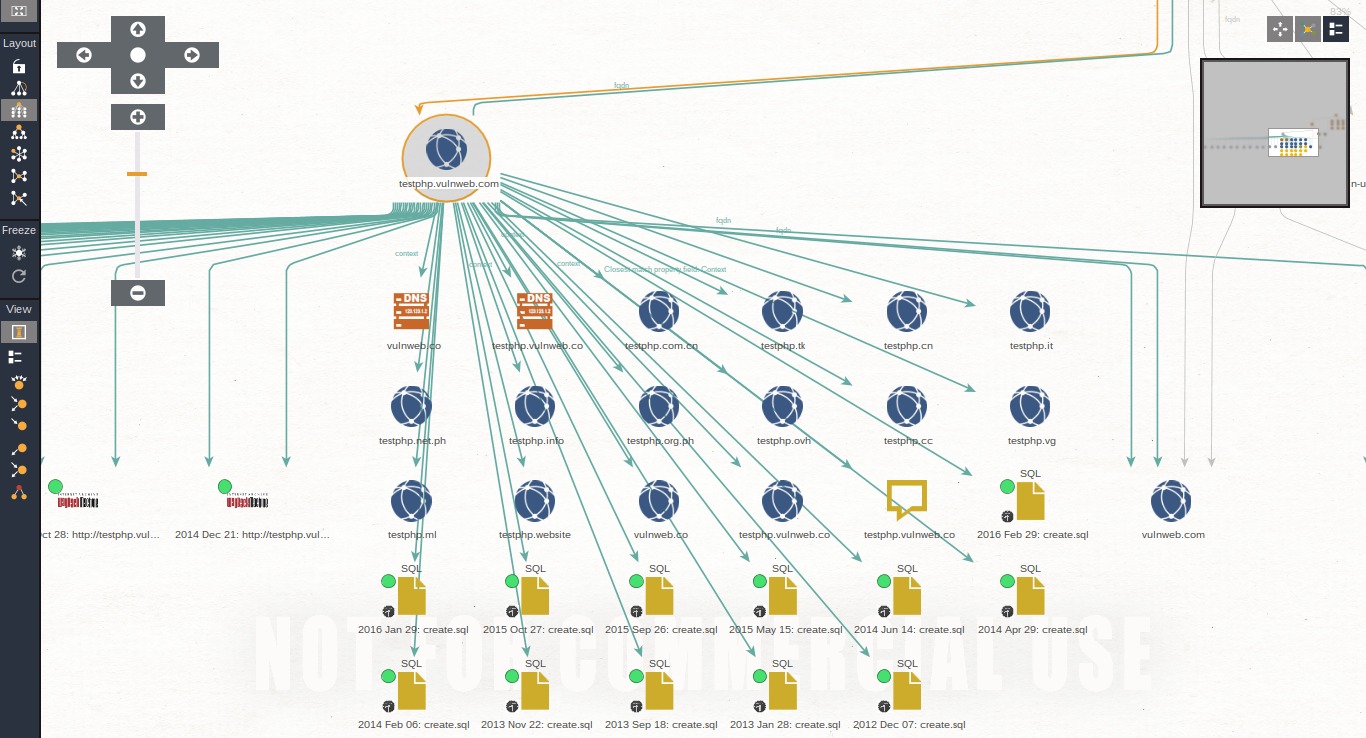 83%
fqdn
Layout
fqdn
testphp.vulnweb.com
fqdn
fqdn
Freeze
context
context
context
context
Closest match property field: Context
View
DNS
DNS
vulnweb.co
testphp.vulnweb.co
testphp.com.cn
testphp.tk
testphp.cn
testphp.it
testphp.net.ph
testphp.info
testphp.org.ph
testphp.ovh
testphp.cc
testphp.vg
SQL
ct 28: http://testphp.vul...
2014 Dec 21: http://testphp.vul...
testphp.ml
testphp.website
vulnweb.co
testphp.vulnweb.co
testphp.vulnweb.co
2016 Feb 29: create.sql
vulnweb.com
SQL
SQL
SQL
SQL
SQL
SQL
2016 Jan 29: create.sql
2015 Oct 27: create.sql
2015 Sep 26: create.sql
2015 May 15: create.sql
2014 Jun 14: create.sql
2014 Apr 29: create.sql
NOT FOR COMMERCIAL USE
SQL
SQL
SQL
SQL
SQL
2014 Feb 06: create.sql
2013 Nov 22: create.sql
2013 Sep 18: create.sql
2013 Jan 28: create.sql
2012 Dec 07: create.sql